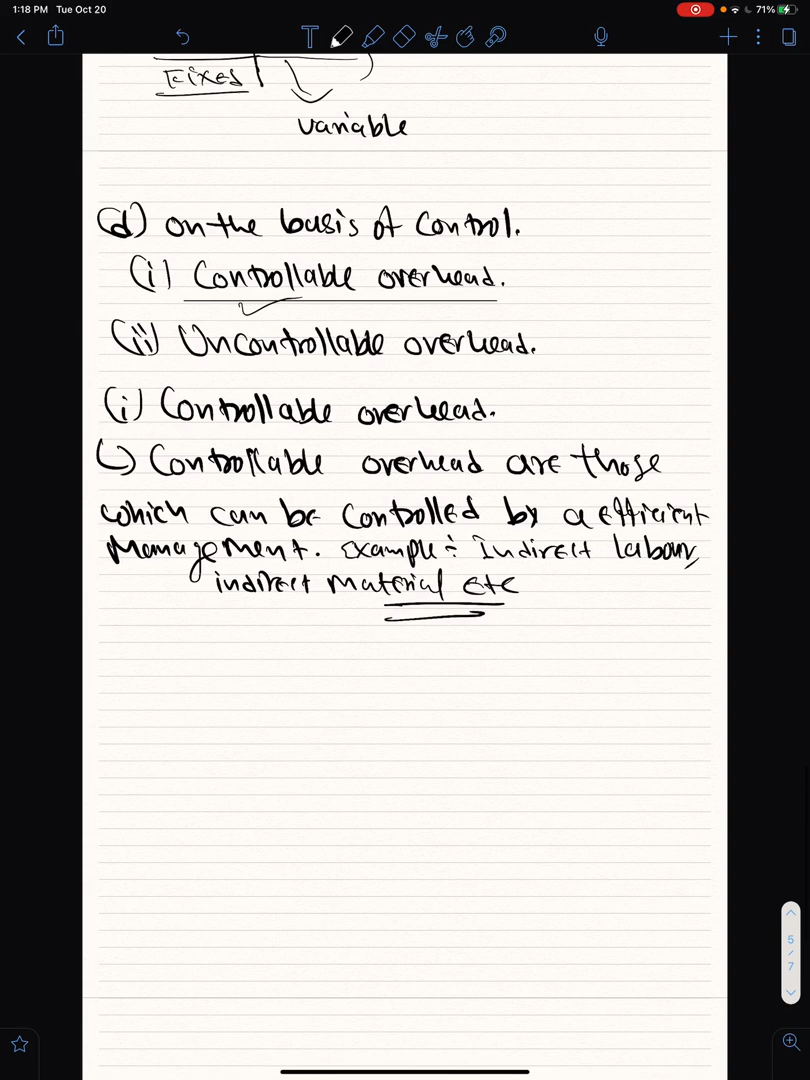 1:18 PM Tue Oct 20
71%
Fixed
variable
(d) on the basis of control.
(i) Controllable overhead.
(ii) Uncontrollable overhead.
(i) Controllable overhead.
Controllable overhead are those
which can be controlled by a efficient
Management. Example ÷ Indirect labour,
indirect Material etc
5
/
7